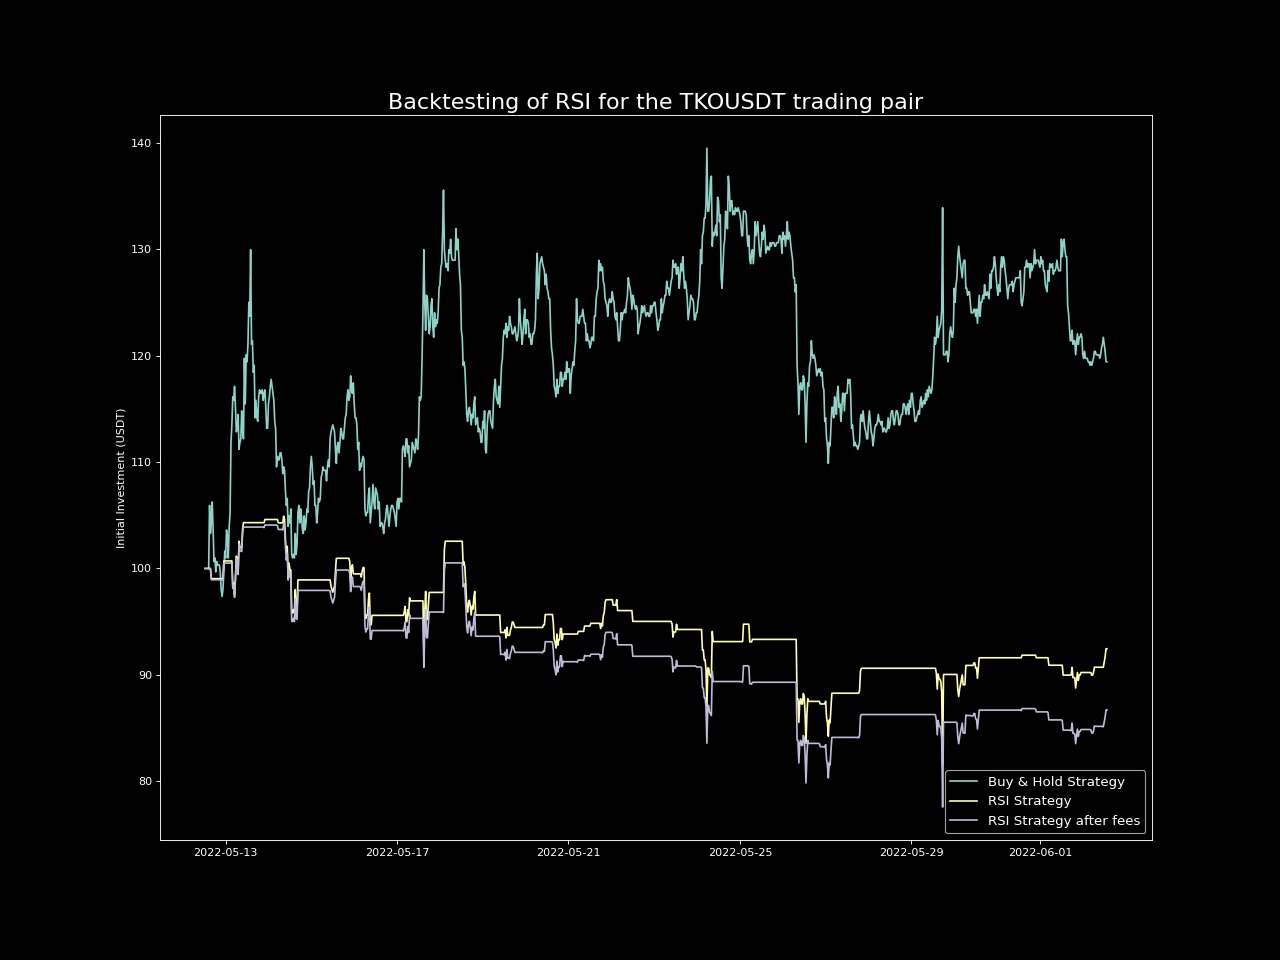 Backtesting of RSI for the TKOUSDT trading pair
Initial Investment (USDT)
140
130
120
110
100
90
80
2022-05-13 2022-05-17 2022-05-21 2022-05-25 2022-05-29 2022-06-01
Buy & Hold Strategy
RSI Strategy
RSI Strategy after fees